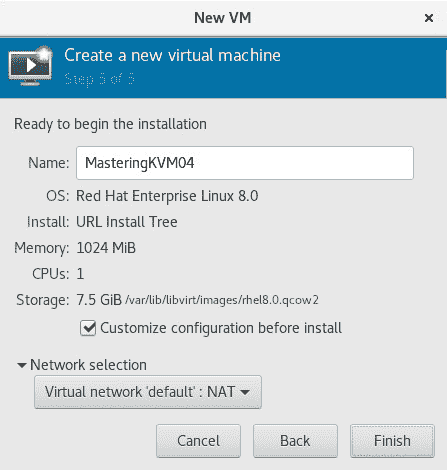 New VM
Create a new virtual machine
Step 5 of 5
Ready to begin the installation
Name: MasteringKVM04
OS: Red Hat Enterprise Linux 8.0
Install: URL Install Tree
Memory: 1024 MiB
CPUs: 1
Storage: 7.5 GiB /var/lib/libvirt/images/rhel8.0.qcow2
Customize configuration before install
Network selection
Virtual network 'default' : NAT
Cancel Back Finish